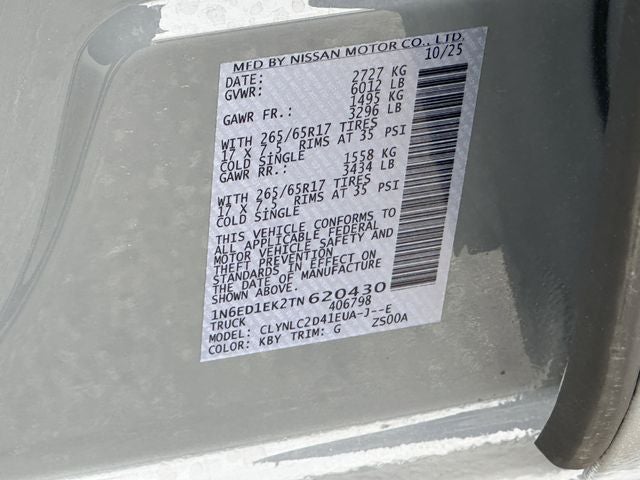 MFD BY NISSAN MOTOR CO., LTD.
DATE: 10/25
GVWR: 2727 KG
6012 LB
GAWR FR.: 1495 KG
3296 LB
WITH 265/65R17 TIRES
17 X 7.5 RIMS AT 35 PSI
COLD SINGLE
GAWR RR.: 1558 KG
3434 LB
WITH 265/65R17 TIRES
17 X 7.5 RIMS AT 35 PSI
COLD SINGLE
THIS VEHICLE CONFORMS TO
ALL APPLICABLE FEDERAL
MOTOR VEHICLE SAFETY AND
THEFT PREVENTION
STANDARDS IN EFFECT ON
THE DATE OF MANUFACTURE
SHOWN ABOVE.
1N6ED1EK2TN620430
TRUCK 406798
MODEL: CLYNLC2D41EUA-J--E
COLOR: KBY TRIM: G ZS00A